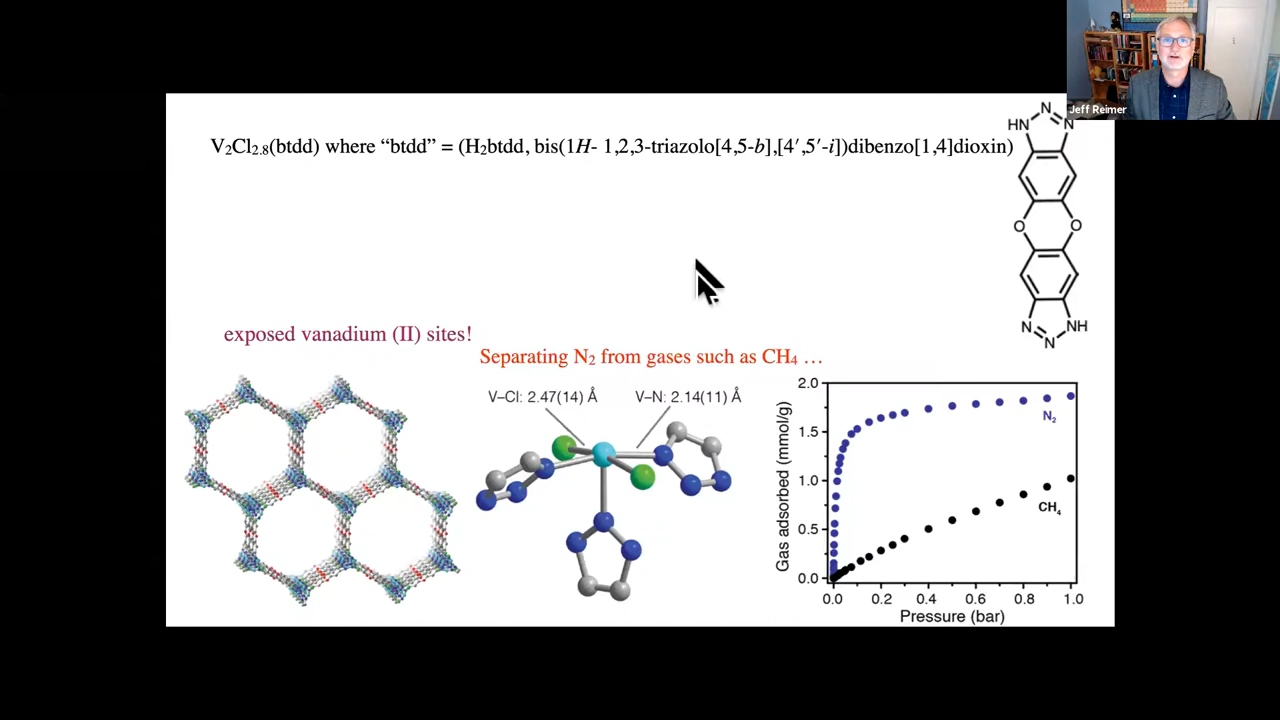 Jeff Reimer
V₂Cl₂.₈(btdd) where “btdd” = (H₂btdd, bis(1H- 1,2,3-triazolo[4,5-b],[4′,5′-i])dibenzo[1,4]dioxin)
N
HN
N
O
O
N
NH
N
exposed vanadium (II) sites!
Separating N₂ from gases such as CH₄ …
V–Cl: 2.47(14) Å
V–N: 2.14(11) Å
Gas adsorbed (mmol/g)
2.0
1.5
1.0
0.5
0.0
N₂
CH₄
0.0 0.2 0.4 0.6 0.8 1.0
Pressure (bar)